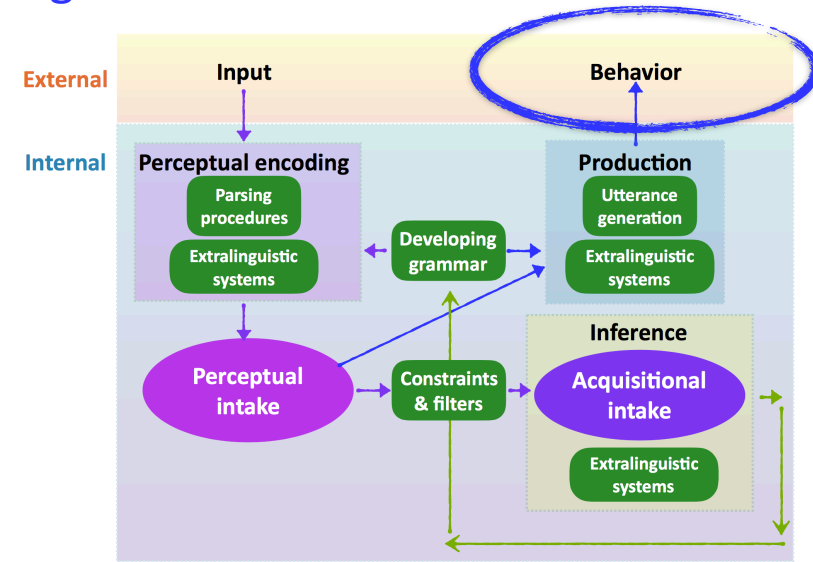 External
Input
Behavior
Internal
Perceptual encoding
Parsing
procedures
Extralinguistic
systems
Developing
grammar
Production
Utterance
generation
Extralinguistic
systems
Perceptual
intake
Constraints
& filters
Inference
Acquisitional
intake
Extralinguistic
systems